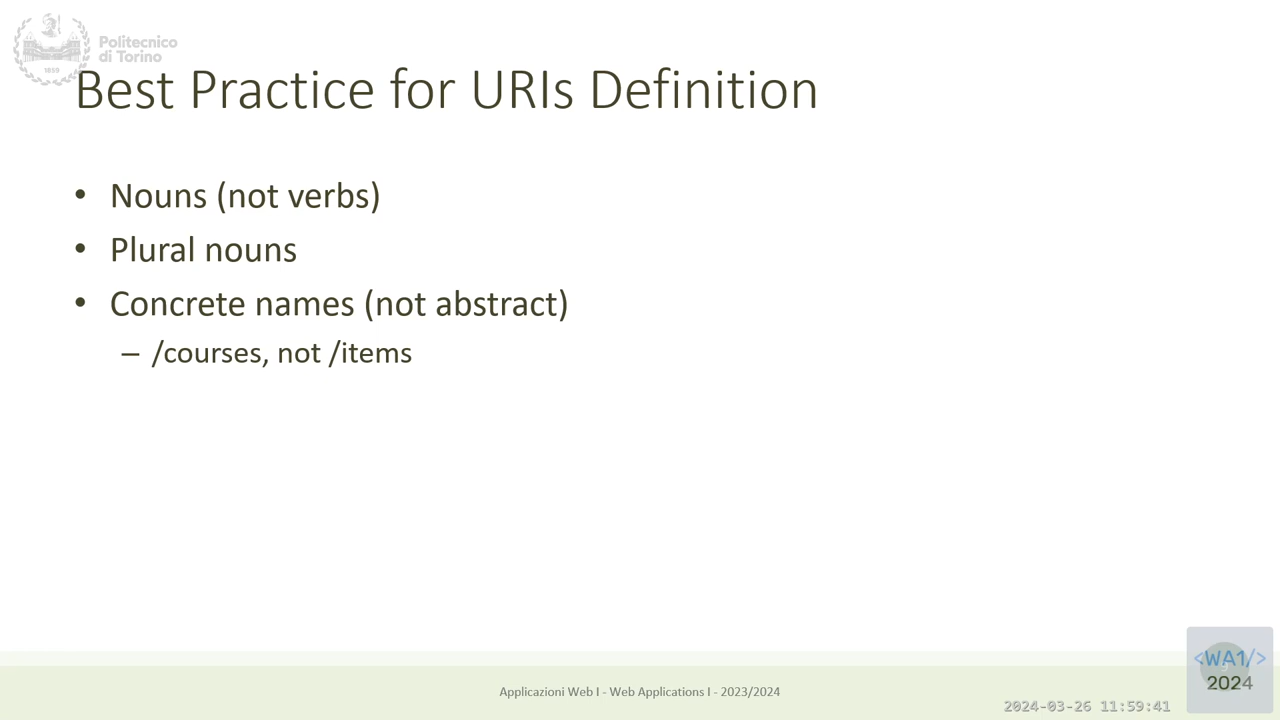 Politecnico
di Torino
1859
Best Practice for URIs Definition
• Nouns (not verbs)
• Plural nouns
• Concrete names (not abstract)
– /courses, not /items
Applicazioni Web I - Web Applications I - 2023/2024
2024-03-26 11:59:41
<WA1/>
2024